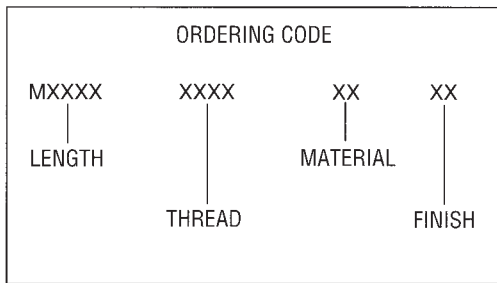 ORDERING CODE
MXXXX XXXX XX XX
LENGTH MATERIAL
THREAD FINISH